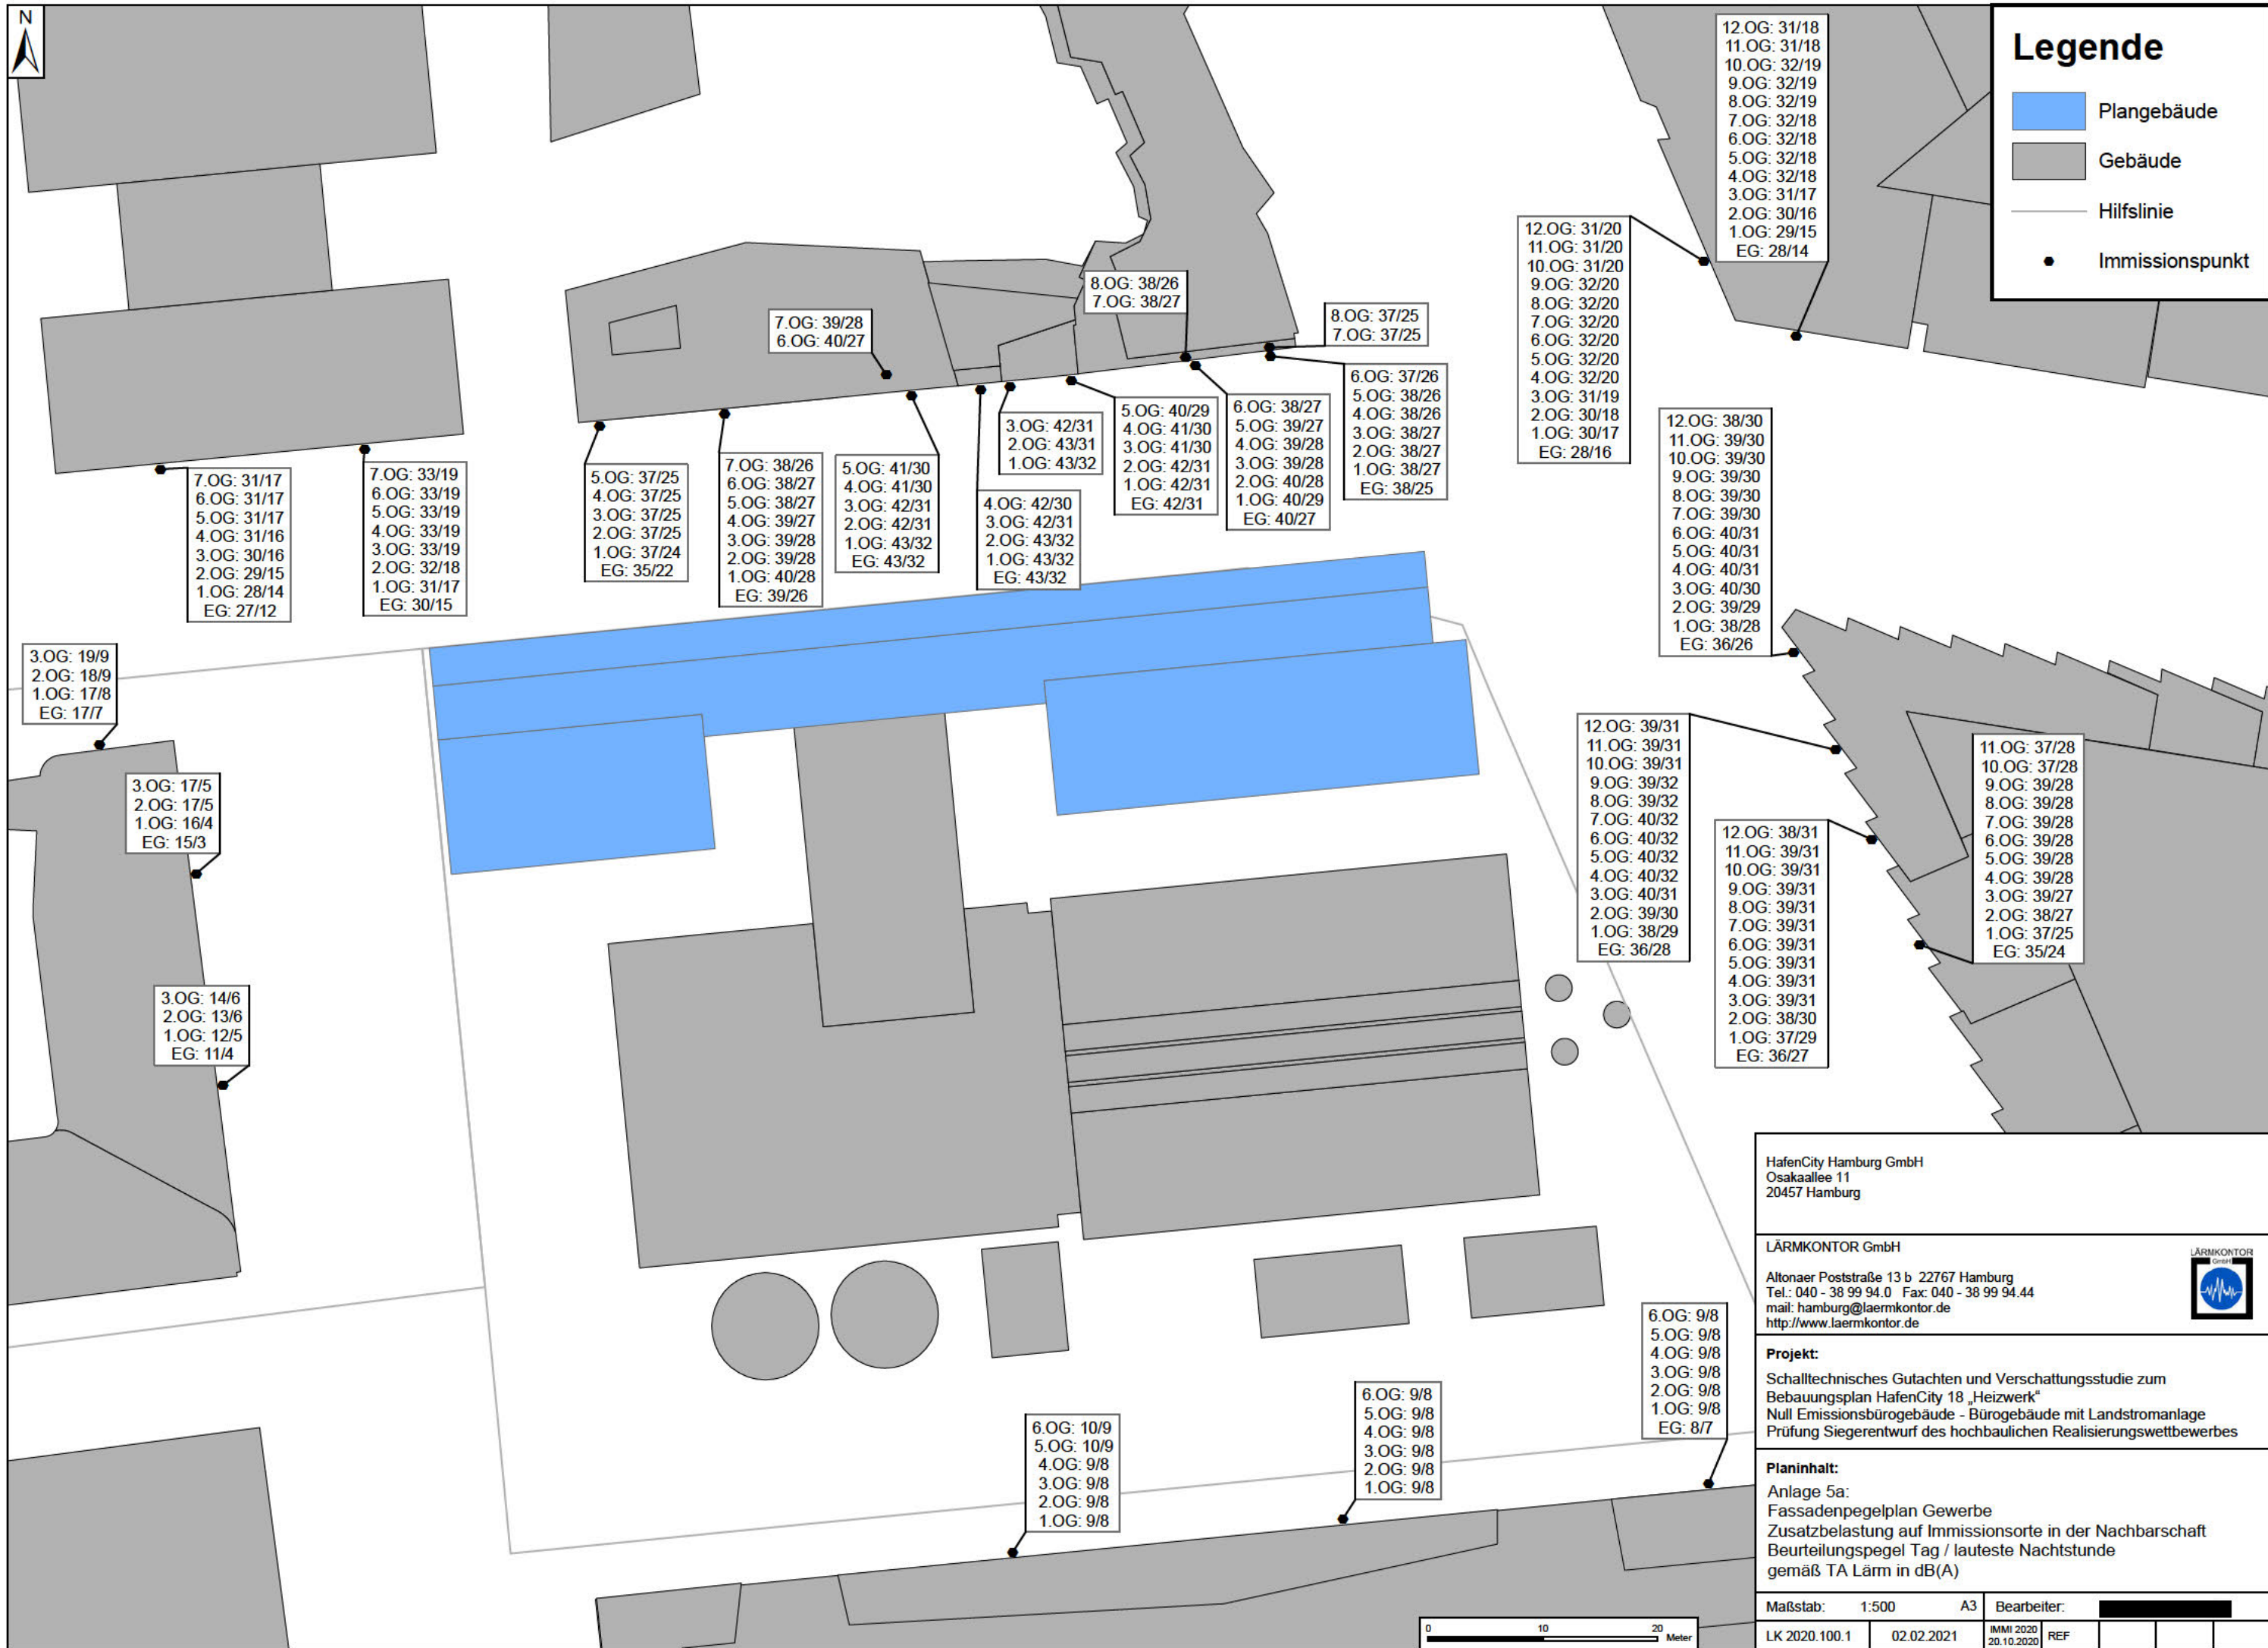 N
12.OG: 31/18
11.OG: 31/18
10.OG: 32/19
9.OG: 32/19
8.OG: 32/19
7.OG: 32/18
6.OG: 32/18
5.OG: 32/18
4.OG: 32/18
3.OG: 31/17
2.OG: 30/16
1.OG: 29/15
EG: 28/14
Legende
Plangebäude
Gebäude
Hilfslinie
Immissionspunkt
12.OG: 31/20
11.OG: 31/20
10.OG: 31/20
9.OG: 32/20
8.OG: 32/20
7.OG: 32/20
6.OG: 32/20
5.OG: 32/20
4.OG: 32/20
3.OG: 31/19
2.OG: 30/18
1.OG: 30/17
EG: 28/16
8.OG: 38/26
7.OG: 38/27
7.OG: 39/28
6.OG: 40/27
8.OG: 37/25
7.OG: 37/25
6.OG: 37/26
5.OG: 38/26
4.OG: 38/26
3.OG: 38/27
2.OG: 38/27
1.OG: 38/27
EG: 38/25
7.OG: 31/17
6.OG: 31/17
5.OG: 31/17
4.OG: 31/16
3.OG: 30/16
2.OG: 29/15
1.OG: 28/14
EG: 27/12
7.OG: 33/19
6.OG: 33/19
5.OG: 33/19
4.OG: 33/19
3.OG: 33/19
2.OG: 32/18
1.OG: 31/17
EG: 30/15
5.OG: 37/25
4.OG: 37/25
3.OG: 37/25
2.OG: 37/25
1.OG: 37/24
EG: 35/22
7.OG: 38/26
6.OG: 38/27
5.OG: 38/27
4.OG: 39/27
3.OG: 39/28
2.OG: 39/28
1.OG: 40/28
EG: 39/26
5.OG: 41/30
4.OG: 41/30
3.OG: 42/31
2.OG: 42/31
1.OG: 43/32
EG: 43/32
4.OG: 42/30
3.OG: 42/31
2.OG: 43/32
1.OG: 43/32
EG: 43/32
3.OG: 42/31
2.OG: 43/31
1.OG: 43/32
5.OG: 40/29
4.OG: 41/30
3.OG: 41/30
2.OG: 42/31
1.OG: 42/31
EG: 42/31
6.OG: 38/27
5.OG: 39/27
4.OG: 39/28
3.OG: 39/28
2.OG: 40/28
1.OG: 40/29
EG: 40/27
12.OG: 38/30
11.OG: 39/30
10.OG: 39/30
9.OG: 39/30
8.OG: 39/30
7.OG: 39/30
6.OG: 40/31
5.OG: 40/31
4.OG: 40/31
3.OG: 40/30
2.OG: 39/29
1.OG: 38/28
EG: 36/26
3.OG: 19/9
2.OG: 18/9
1.OG: 17/8
EG: 17/7
3.OG: 17/5
2.OG: 17/5
1.OG: 16/4
EG: 15/3
3.OG: 14/6
2.OG: 13/6
1.OG: 12/5
EG: 11/4
12.OG: 39/31
11.OG: 39/31
10.OG: 39/31
9.OG: 39/32
8.OG: 39/32
7.OG: 40/32
6.OG: 40/32
5.OG: 40/32
4.OG: 40/32
3.OG: 40/31
2.OG: 39/30
1.OG: 38/29
EG: 36/28
12.OG: 38/31
11.OG: 39/31
10.OG: 39/31
9.OG: 39/31
8.OG: 39/31
7.OG: 39/31
6.OG: 39/31
5.OG: 39/31
4.OG: 39/31
3.OG: 39/31
2.OG: 38/30
1.OG: 37/29
EG: 36/27
11.OG: 37/28
10.OG: 37/28
9.OG: 39/28
8.OG: 39/28
7.OG: 39/28
6.OG: 39/28
5.OG: 39/28
4.OG: 39/28
3.OG: 39/27
2.OG: 38/27
1.OG: 37/25
EG: 35/24
6.OG: 10/9
5.OG: 10/9
4.OG: 9/8
3.OG: 9/8
2.OG: 9/8
1.OG: 9/8
6.OG: 9/8
5.OG: 9/8
4.OG: 9/8
3.OG: 9/8
2.OG: 9/8
1.OG: 9/8
6.OG: 9/8
5.OG: 9/8
4.OG: 9/8
3.OG: 9/8
2.OG: 9/8
1.OG: 9/8
EG: 8/7
0 10 20 Meter
HafenCity Hamburg GmbH
Osakaallee 11
20457 Hamburg
LÄRMKONTOR GmbH
Altonaer Poststraße 13 b 22767 Hamburg
Tel.: 040 - 38 99 94.0 Fax: 040 - 38 99 94.44
mail: hamburg@laermkontor.de
http://www.laermkontor.de
LÄRMKONTOR
GmbH
Projekt:
Schalltechnisches Gutachten und Verschattungsstudie zum
Bebauungsplan HafenCity 18 „Heizwerk“
Null Emissionsbürogebäude - Bürogebäude mit Landstromanlage
Prüfung Siegerentwurf des hochbaulichen Realisierungswettbewerbes
Planinhalt:
Anlage 5a:
Fassadenpegelplan Gewerbe
Zusatzbelastung auf Immissionsorte in der Nachbarschaft
Beurteilungspegel Tag / lauteste Nachtstunde
gemäß TA Lärm in dB(A)
Maßstab: 1:500 A3 Bearbeiter:
LK 2020.100.1 02.02.2021 IMMI 2020 REF
20.10.2020